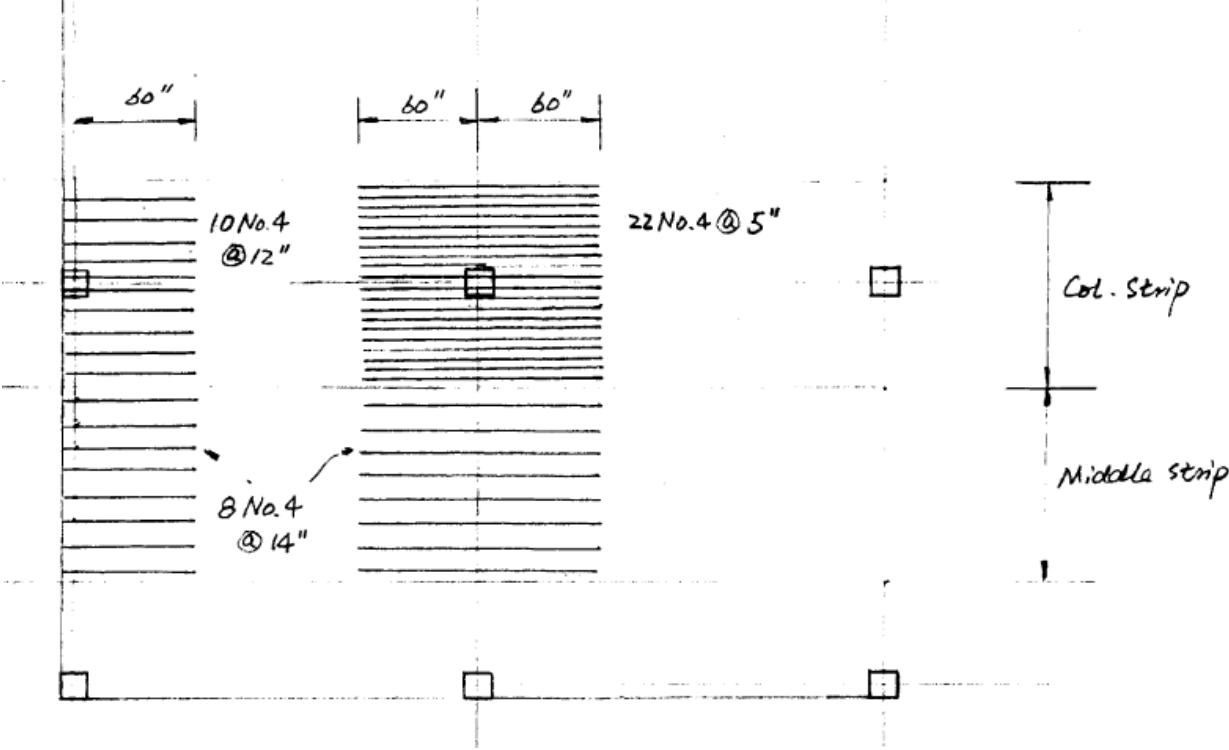 60"
60" 60"
10 No.4
@ 12"
22 No.4 @ 5"
Col. Strip
Middle Strip
8 No.4
@ 14"